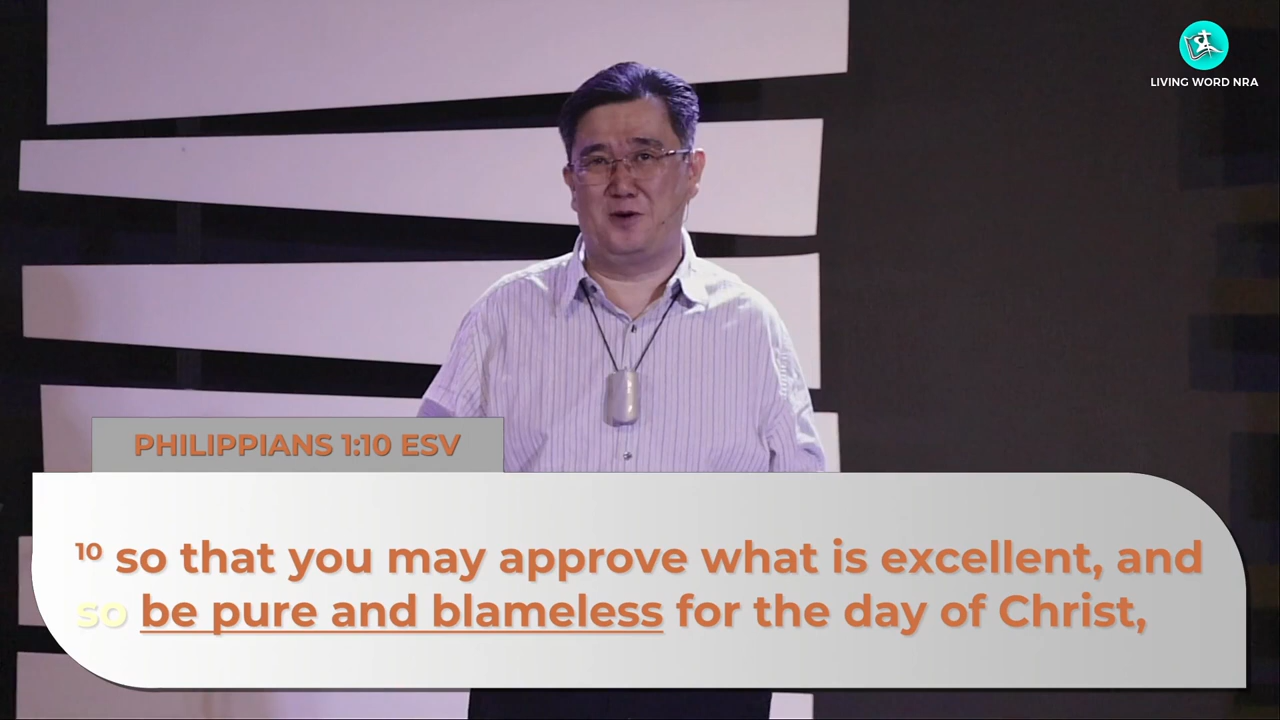 LIVING WORD NRA
PHILIPPIANS 1:10 ESV
¹⁰ so that you may approve what is excellent, and
so be pure and blameless for the day of Christ,